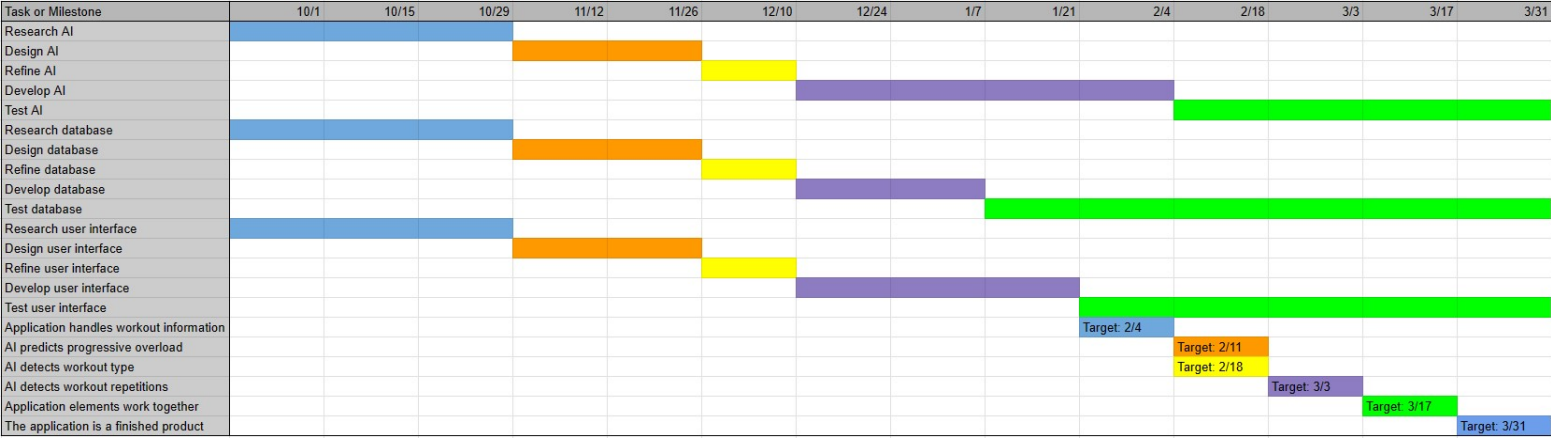 Task or Milestone 10/1 10/15 10/29 11/12 11/26 12/10 12/24 1/7 1/21 2/4 2/18 3/3 3/17 3/31
Research AI
Design AI
Refine AI
Develop AI
Test AI
Research database
Design database
Refine database
Develop database
Test database
Research user interface
Design user interface
Refine user interface
Develop user interface
Test user interface
Application handles workout information Target: 2/4
AI predicts progressive overload Target: 2/11
AI detects workout type Target: 2/18
AI detects workout repetitions Target: 3/3
Application elements work together Target: 3/17
The application is a finished product Target: 3/31